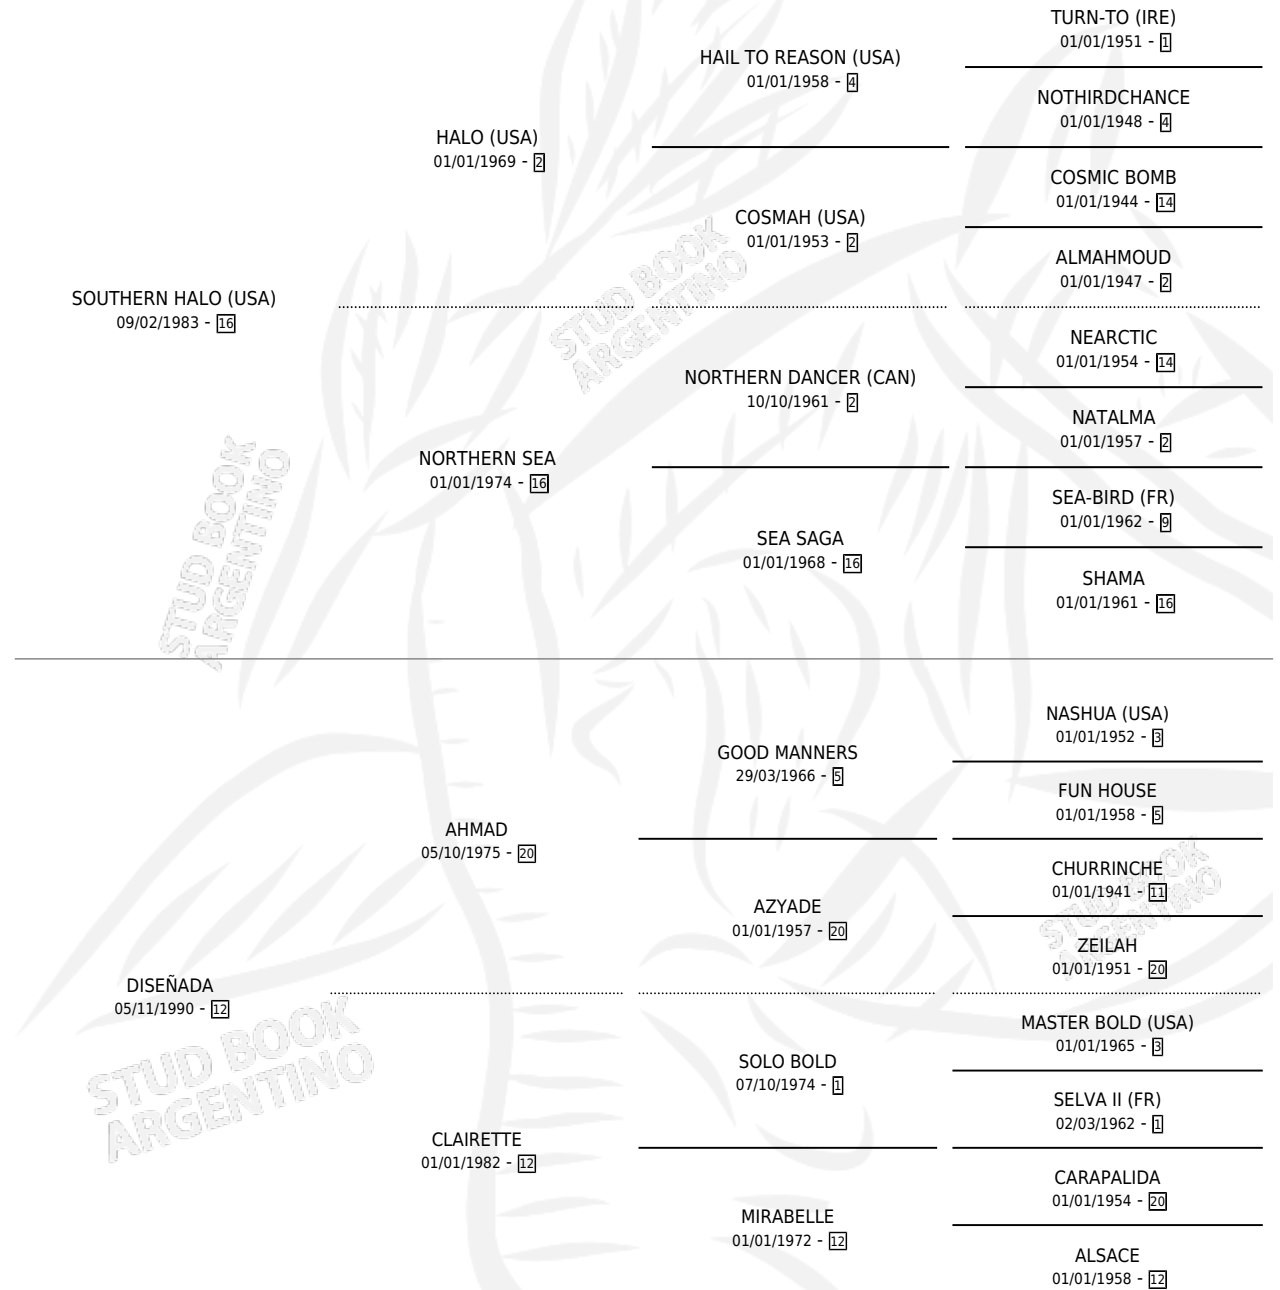 TURN-TO (IRE)
01/01/1951 - 1
HAIL TO REASON (USA)
01/01/1958 - 4
NOTHIRDCHANCE
01/01/1948 - 4
HALO (USA)
01/01/1969 - 2
COSMIC BOMB
01/01/1944 - 14
COSMAH (USA)
01/01/1953 - 2
ALMAHMOUD
01/01/1947 - 2
SOUTHERN HALO (USA)
09/02/1983 - 16
NEARCTIC
01/01/1954 - 14
NORTHERN DANCER (CAN)
10/10/1961 - 2
NATALMA
01/01/1957 - 2
NORTHERN SEA
01/01/1974 - 16
SEA-BIRD (FR)
01/01/1962 - 9
SEA SAGA
01/01/1968 - 16
SHAMA
01/01/1961 - 16
STUD BOOK
ARGENTINO
STUD BOOK
ARGENTINO
NASHUA (USA)
01/01/1952 - 3
GOOD MANNERS
29/03/1966 - 5
FUN HOUSE
01/01/1958 - 5
AHMAD
05/10/1975 - 20
CHURRINCHE
01/01/1941 - 11
AZYADE
01/01/1957 - 20
ZEILAH
01/01/1951 - 20
DISEÑADA
05/11/1990 - 12
MASTER BOLD (USA)
01/01/1965 - 3
SOLO BOLD
07/10/1974 - 1
SELVA II (FR)
02/03/1962 - 1
CLAIRETTE
01/01/1982 - 12
CARAPALIDA
01/01/1954 - 20
MIRABELLE
01/01/1972 - 12
ALSACE
01/01/1958 - 12
STUD BOOK
ARGENTINO
STUD BOOK
ARGENTINO